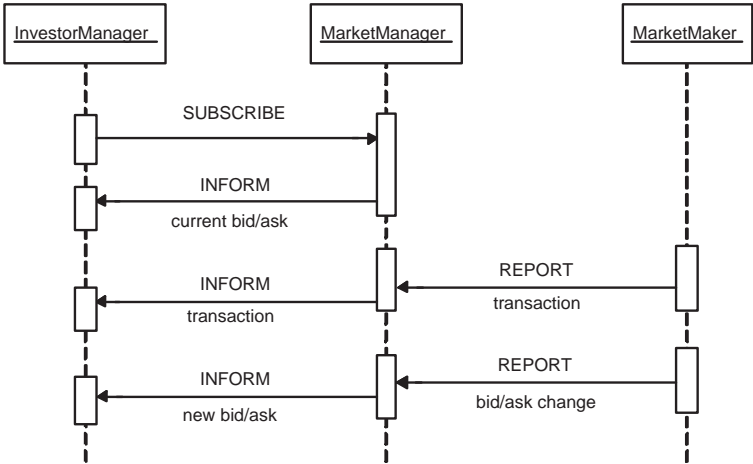 InvestorManager
MarketManager
MarketMaker
SUBSCRIBE
INFORM
current bid/ask
REPORT
INFORM
transaction
transaction
REPORT
INFORM
bid/ask change
new bid/ask